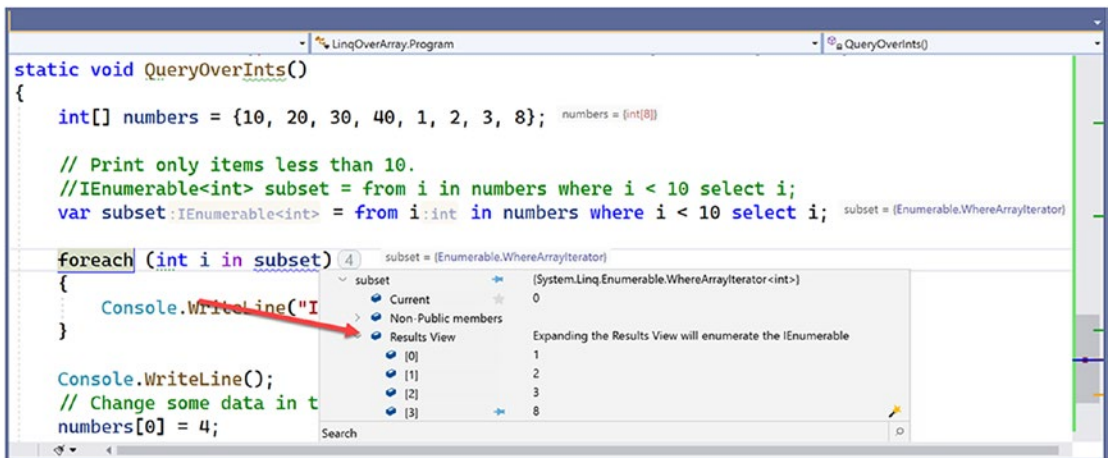 LinqOverArray.Program QueryOverInts()
static void QueryOverInts()
{
int[] numbers = {10, 20, 30, 40, 1, 2, 3, 8}; numbers = {int[8]}
// Print only items less than 10.
//IEnumerable<int> subset = from i in numbers where i < 10 select i;
var subset:IEnumerable<int> = from i:int in numbers where i < 10 select i; subset = {Enumerable.WhereArrayIterator}
foreach (int i in subset) 4 subset = {Enumerable.WhereArrayIterator}
{ subset {System.Linq.Enumerable.WhereArrayIterator<int>}
Current 0
Console.WriteLine("I Non-Public members
} Results View Expanding the Results View will enumerate the IEnumerable
[0] 1
Console.WriteLine(); [1] 2
// Change some data in t [2] 3
numbers[0] = 4; [3] 8
Search